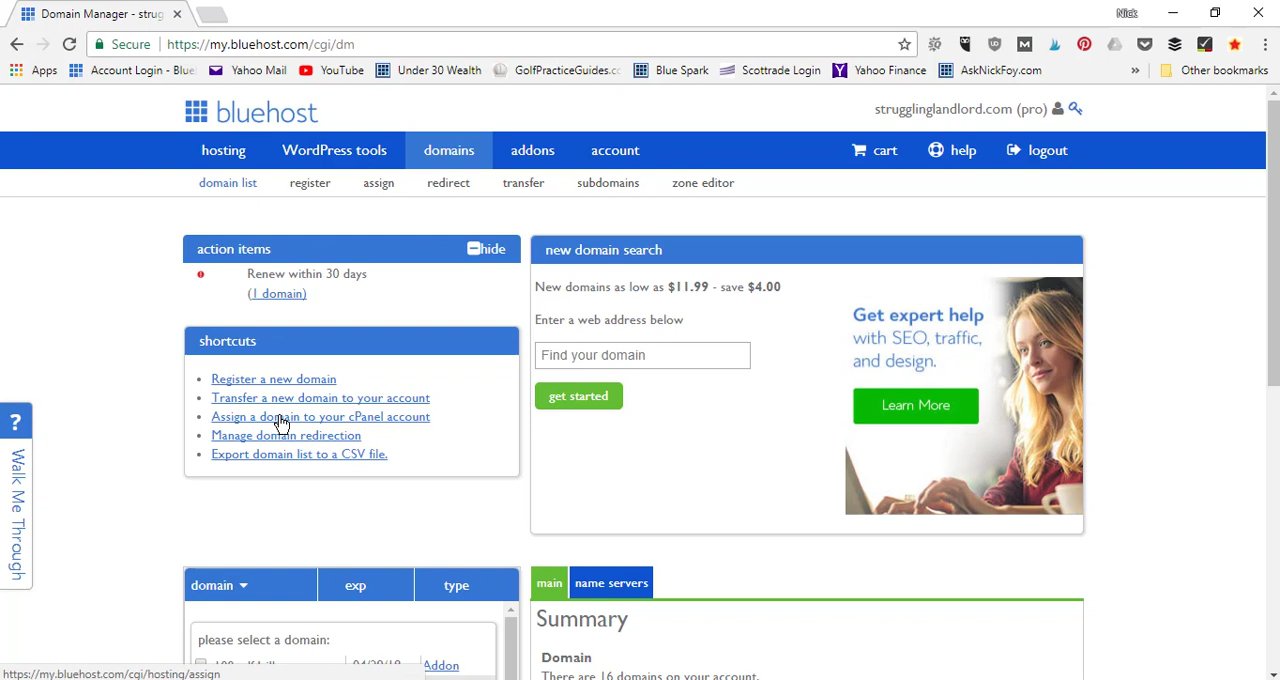 Domain Manager - strug
Nick
Secure
https://my.bluehost.com/cgi/dm
Apps
Account Login - Blue
Yahoo Mail
YouTube
Under 30 Wealth
GolfPracticeGuides.cc
Blue Spark
Scottrade Login
Yahoo Finance
AskNickFoy.com
»
Other bookmarks
bluehost
strugglinglandlord.com (pro)
hosting
WordPress tools
domains
addons
account
cart
help
logout
domain list
register
assign
redirect
transfer
subdomains
zone editor
action items
hide
Renew within 30 days
(1 domain)
shortcuts
Register a new domain
Transfer a new domain to your account
Assign a domain to your cPanel account
Manage domain redirection
Export domain list to a CSV file.
new domain search
New domains as low as $11.99 - save $4.00
Enter a web address below
Find your domain
get started
Get expert help
with SEO, traffic,
and design.
Learn More
?
Walk Me Through
domain
exp
type
please select a domain:
Addon
main
name servers
Summary
Domain
There are 16 domains on your account.
https://my.bluehost.com/cgi/hosting/assign